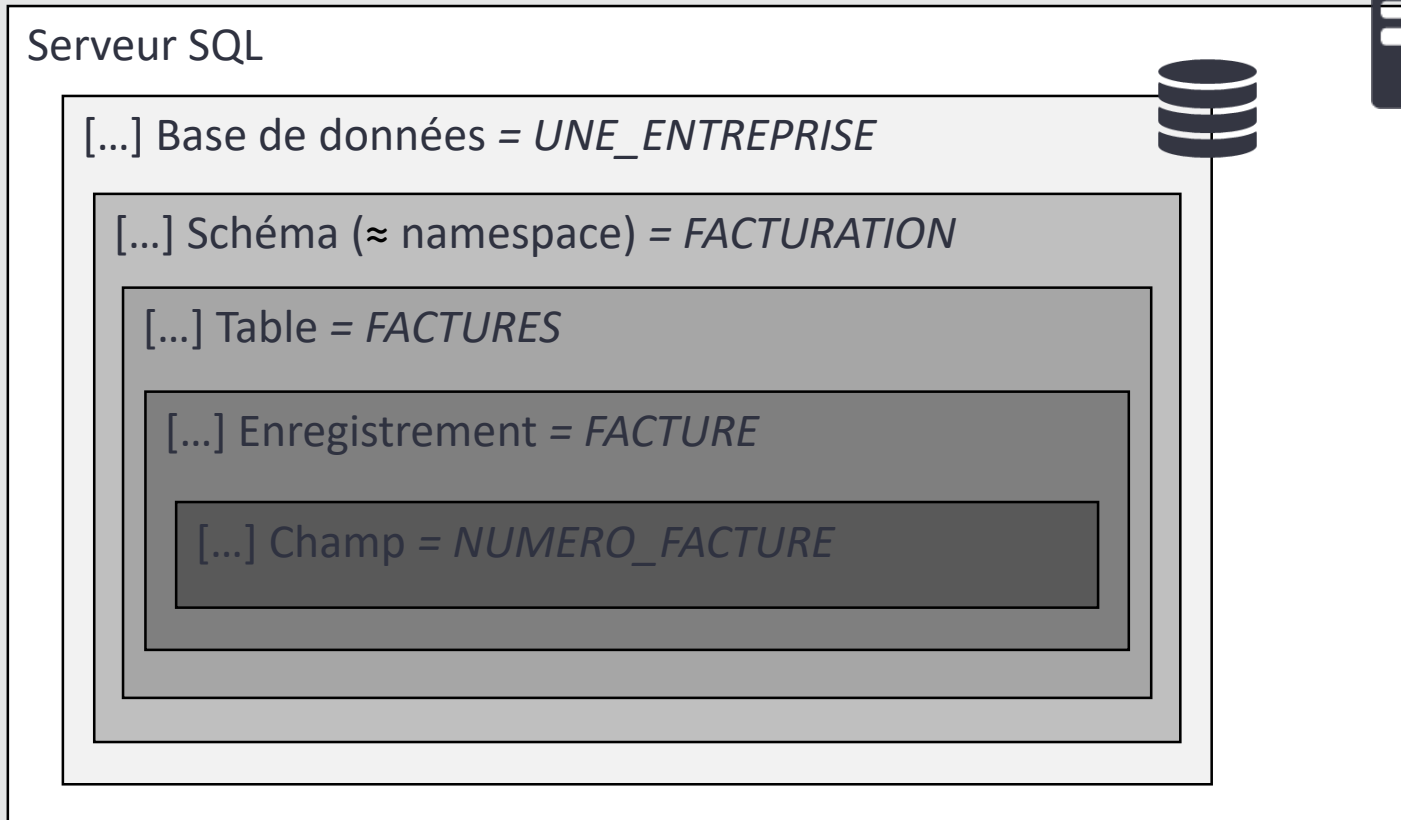 Serveur SQL
[…] Base de données = UNE_ENTREPRISE
[…] Schéma (≈ namespace) = FACTURATION
[…] Table = FACTURES
[…] Enregistrement = FACTURE
[…] Champ = NUMERO_FACTURE